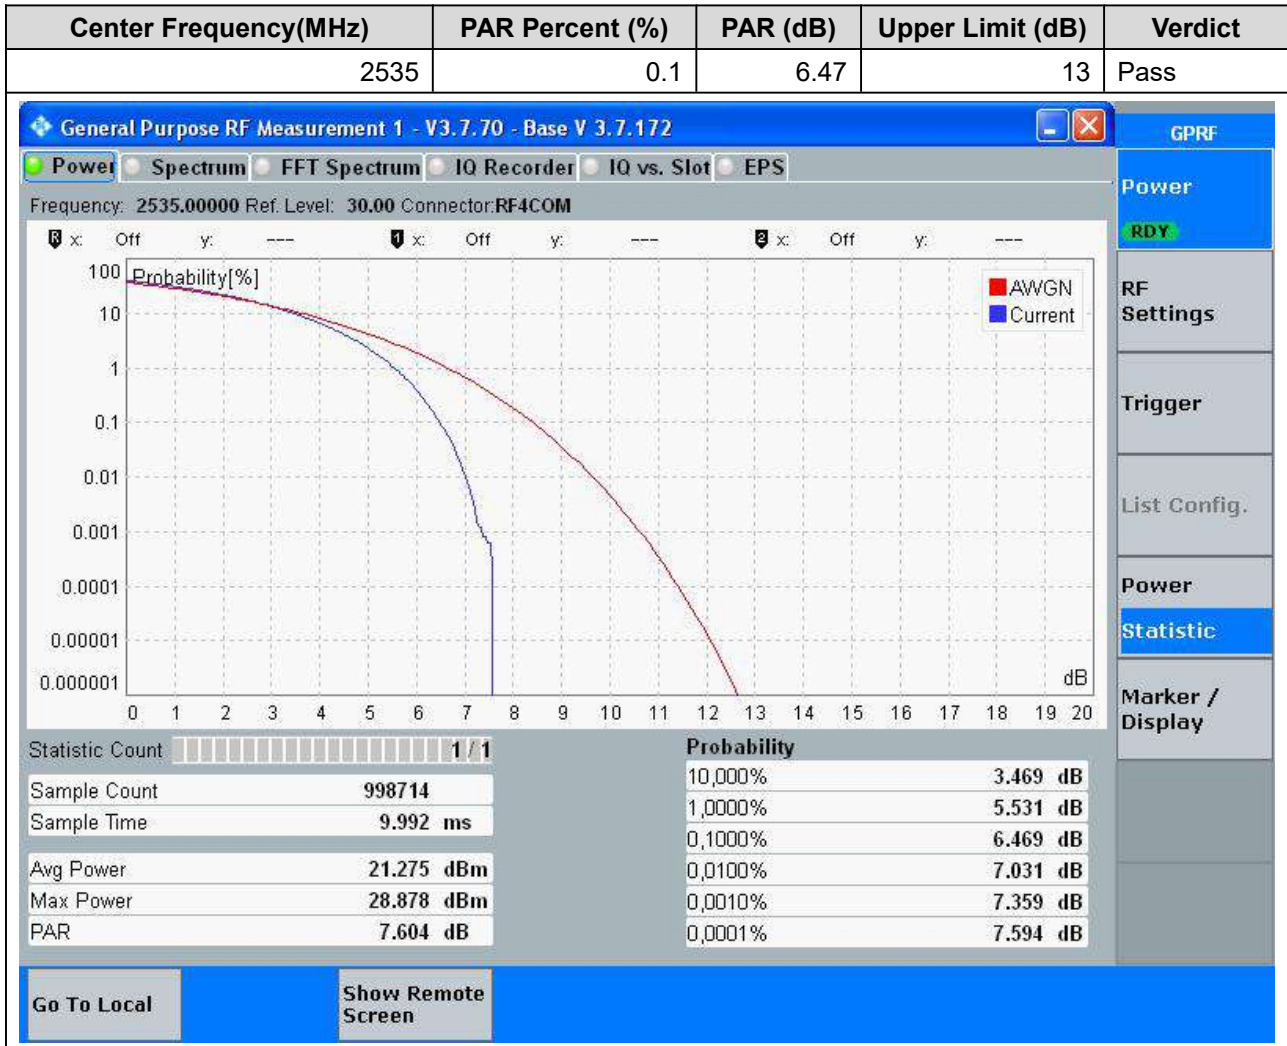 Center Frequency(MHz) PAR Percent (%) PAR (dB) Upper Limit (dB) Verdict
2535 0.1 6.47 13 Pass
General Purpose RF Measurement 1 - V3.7.70 - Base V 3.7.172
GPRF
Power Spectrum FFT Spectrum IQ Recorder IQ vs. Slot EPS
Frequency: 2535.00000 Ref. Level: 30.00 Connector:RF4COM
R x: Off y: --- 1 x: Off y: --- 2 x: Off y: ---
Probability[%]
AWGN
Current
100
10
1
0.1
0.01
0.001
0.0001
0.00001
0.000001
dB
0 1 2 3 4 5 6 7 8 9 10 11 12 13 14 15 16 17 18 19 20
Statistic Count 1 / 1
Sample Count 998714
Sample Time 9.992 ms
Avg Power 21.275 dBm
Max Power 28.878 dBm
PAR 7.604 dB
Probability
10,000% 3.469 dB
1,0000% 5.531 dB
0,1000% 6.469 dB
0,0100% 7.031 dB
0,0010% 7.359 dB
0,0001% 7.594 dB
Power
RDY
RF
Settings
Trigger
List Config.
Power
Statistic
Marker /
Display
Go To Local
Show Remote
Screen